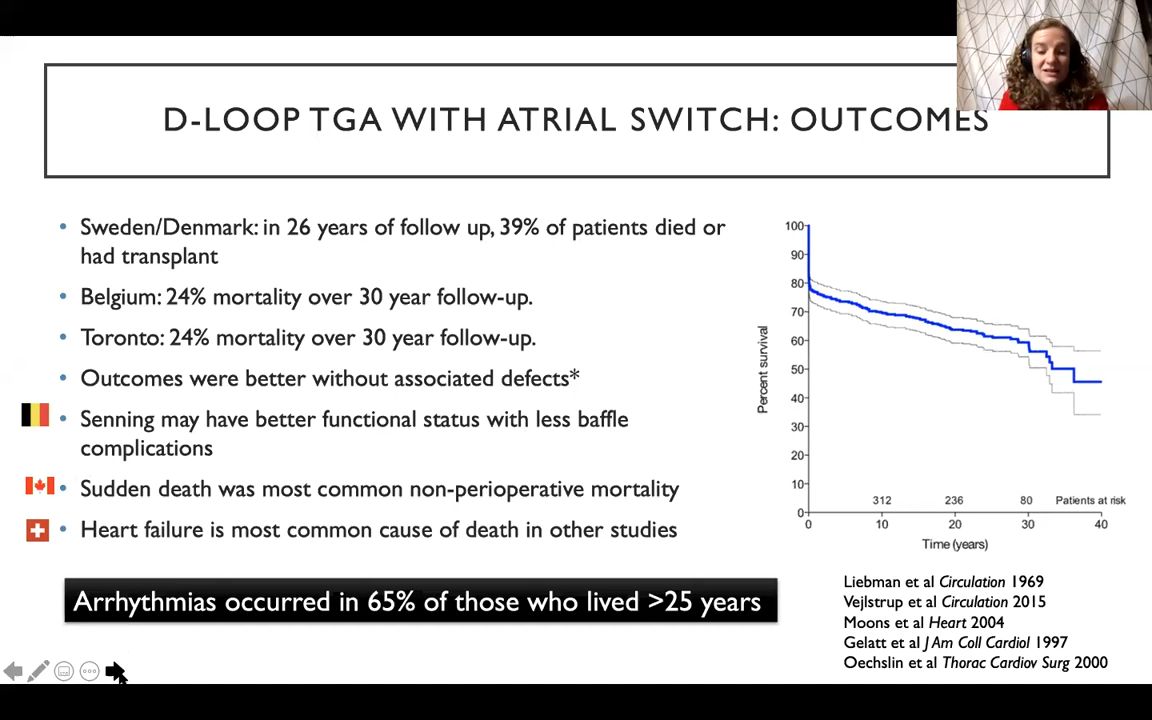 D-LOOP TGA WITH ATRIAL SWITCH: OUTCOMES
• Sweden/Denmark: in 26 years of follow up, 39% of patients died or
had transplant
• Belgium: 24% mortality over 30 year follow-up.
• Toronto: 24% mortality over 30 year follow-up.
• Outcomes were better without associated defects*
• Senning may have better functional status with less baffle
complications
• Sudden death was most common non-perioperative mortality
• Heart failure is most common cause of death in other studies
Arrhythmias occurred in 65% of those who lived >25 years
Percent survival
100
90
80
70
60
50
40
30
20
10
0
312 236 80 Patients at risk
0 10 20 30 40
Time (years)
Liebman et al Circulation 1969
Vejlstrup et al Circulation 2015
Moons et al Heart 2004
Gelatt et al J Am Coll Cardiol 1997
Oechslin et al Thorac Cardiov Surg 2000